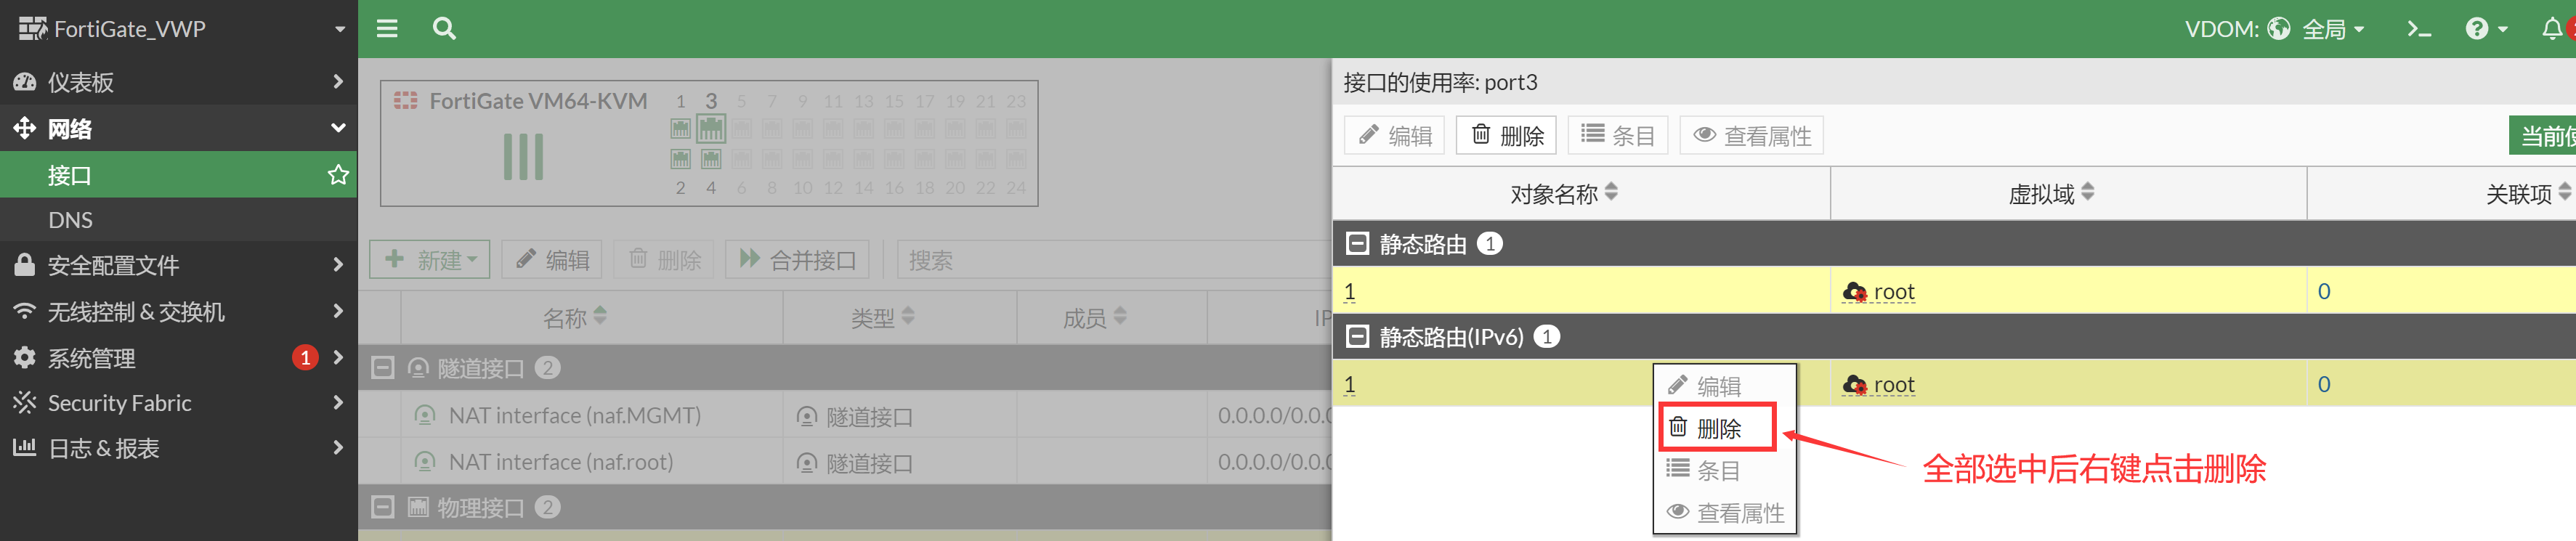 FortiGate_VWP
VDOM: 全局
仪表板
网络
接口
DNS
安全配置文件
无线控制 & 交换机
系统管理 1
Security Fabric
日志 & 报表
FortiGate VM64-KVM
1 3 5 7 9 11 13 15 17 19 21 23
2 4 6 8 10 12 14 16 18 20 22 24
新建 编辑 删除 合并接口 搜索
名称 类型 成员 IP
隧道接口 2
NAT interface (naf.MGMT) 隧道接口 0.0.0.0/0.0.0
NAT interface (naf.root) 隧道接口 0.0.0.0/0.0.0
物理接口 2
接口的使用率: port3
编辑 删除 条目 查看属性 当前使
对象名称 虚拟域 关联项
静态路由 1
1 root 0
静态路由(IPv6) 1
1 root 0
编辑
删除
条目
查看属性
全部选中后右键点击删除